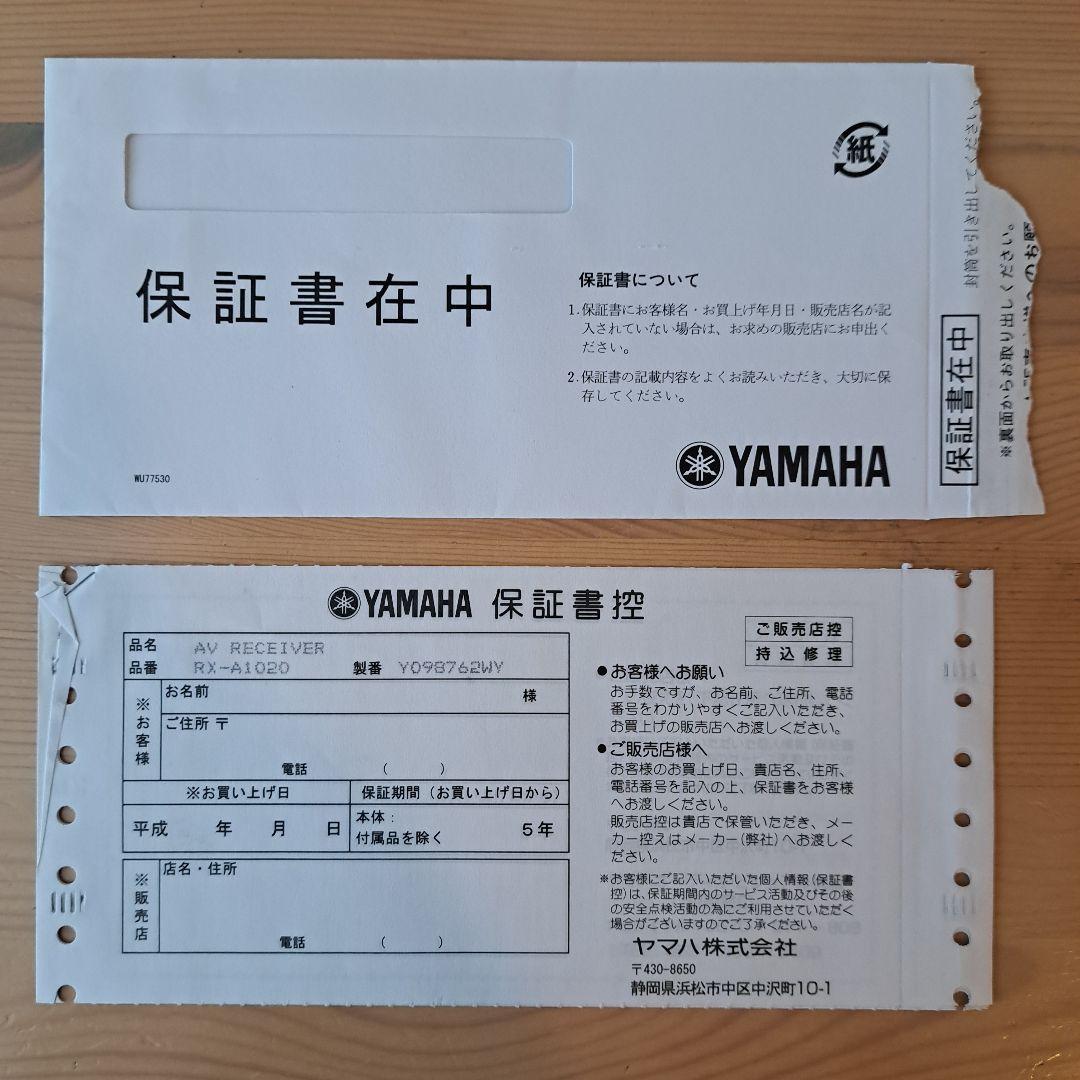 紙
保証書在中
保証書について
1.保証書にお客様名・お買上げ年月日・販売店名が記
入されていない場合は、お求めの販売店にお申出く
ださい。
2.保証書の記載内容をよくお読みいただき、大切に保
存してください。
WU77530
YAMAHA
封筒を引き出してください。
保証書在中
※裏面からお取り出しください。
のお願
YAMAHA 保証書控
ご販売店控
持込修理
品名 AV RECEIVER
品番 RX-A1020 製番 Y098762WY
※お客様
お名前 様
ご住所 〒
電話 ( )
※お買い上げ日 保証期間(お買い上げ日から)
平成 年 月 日 本体:
付属品を除く 5年
※販売店
店名・住所
電話 ( )
●お客様へお願い
お手数ですが、お名前、ご住所、電話
番号をわかりやすくご記入いただき、
お買上げの販売店へお渡しください。
●ご販売店様へ
お客様のお買上げ日、貴店名、住所、
電話番号を記入の上、保証書をお客様
へお渡しください。
販売店控は貴店で保管いただき、メー
カー控えはメーカー(弊社)へお渡しく
ださい。
※お客様にご記入いただいた個人情報(保証書
控)は、保証期間内のサービス活動及びその後
の安全点検活動の為にご利用させていただく
場合がございますのでご了承ください。
ヤマハ株式会社
〒430-8650
静岡県浜松市中区中沢町10-1